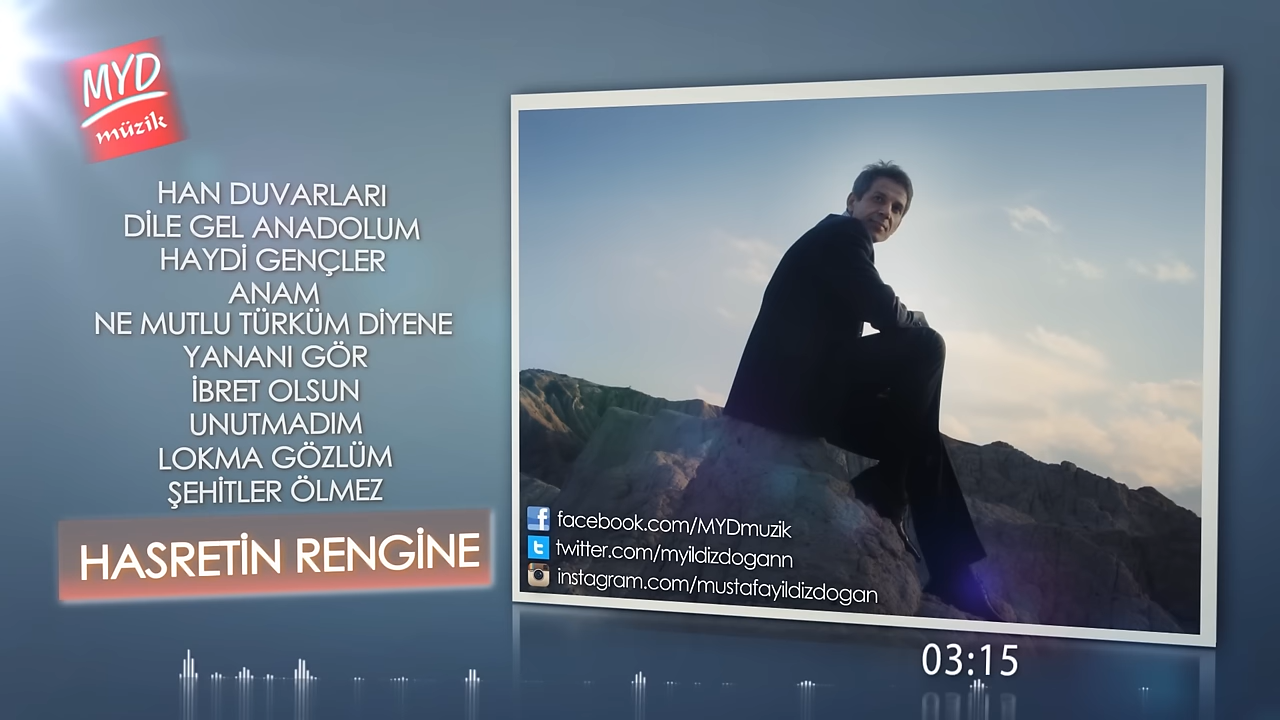 MYD
müzik
HAN DUVARLARI
DİLE GEL ANADOLUM
HAYDİ GENÇLER
ANAM
NE MUTLU TÜRKÜM DİYENE
YANANI GÖR
İBRET OLSUN
UNUTMADIM
LOKMA GÖZLÜM
ŞEHİTLER ÖLMEZ
HASRETİN RENGİNE
facebook.com/MYDmuzik
twitter.com/myildizdogann
instagram.com/mustafayildizdogan
03:15